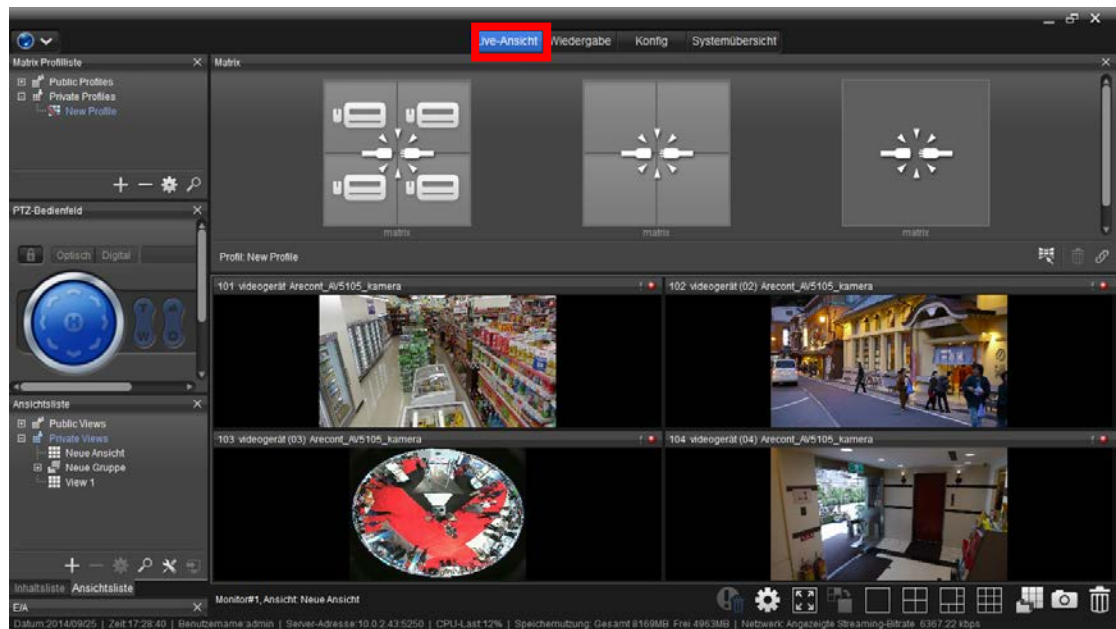 Live-Ansicht Wiedergabe Konfig Systemübersicht
Matrix Profilliste
Public Profiles
Private Profiles
New Profile
Matrix
matrix matrix matrix
Profil: New Profile
PTZ-Bedienfeld
Optisch Digital
T W
H
101 videogerät Arecont_AV5105_kamera
102 videogerät (02) Arecont_AV5105_kamera
103 videogerät (03) Arecont_AV5105_kamera
104 videogerät (04) Arecont_AV5105_kamera
Ansichtsliste
Public Views
Private Views
Neue Ansicht
Neue Gruppe
View 1
Inhaltsliste Ansichtsliste
E/A
Monitor#1, Ansicht: Neue Ansicht
Datum:2014/09/25 | Zeit:17:28:40 | Benutzername:admin | Server-Adresse:10.0.2.43:5250 | CPU-Last:12% | Speichernutzung: Gesamt 8169MB Frei 4963MB | Netzwerk: Angezeigte Streaming-Bitrate 6367.22 kbps